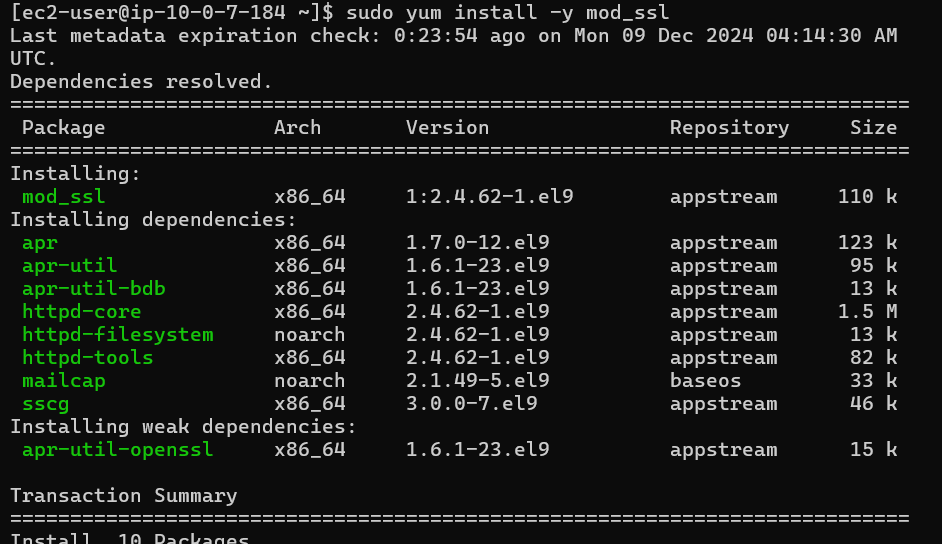 [ec2-user@ip-10-0-7-184 ~]$ sudo yum install -y mod_ssl
Last metadata expiration check: 0:23:54 ago on Mon 09 Dec 2024 04:14:30 AM
UTC.
Dependencies resolved.
===========================================================================
Package Arch Version Repository Size
===========================================================================
Installing:
mod_ssl x86_64 1:2.4.62-1.el9 appstream 110 k
Installing dependencies:
apr x86_64 1.7.0-12.el9 appstream 123 k
apr-util x86_64 1.6.1-23.el9 appstream 95 k
apr-util-bdb x86_64 1.6.1-23.el9 appstream 13 k
httpd-core x86_64 2.4.62-1.el9 appstream 1.5 M
httpd-filesystem noarch 2.4.62-1.el9 appstream 13 k
httpd-tools x86_64 2.4.62-1.el9 appstream 82 k
mailcap noarch 2.1.49-5.el9 baseos 33 k
sscg x86_64 3.0.0-7.el9 appstream 46 k
Installing weak dependencies:
apr-util-openssl x86_64 1.6.1-23.el9 appstream 15 k
Transaction Summary
===========================================================================
Install 10 Packages